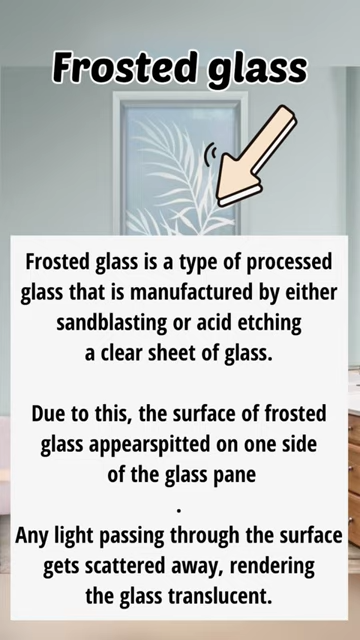 Frosted glass
Frosted glass is a type of processed
glass that is manufactured by either
sandblasting or acid etching
a clear sheet of glass.
Due to this, the surface of frosted
glass appearspitted on one side
of the glass pane
.
Any light passing through the surface
gets scattered away, rendering
the glass translucent.